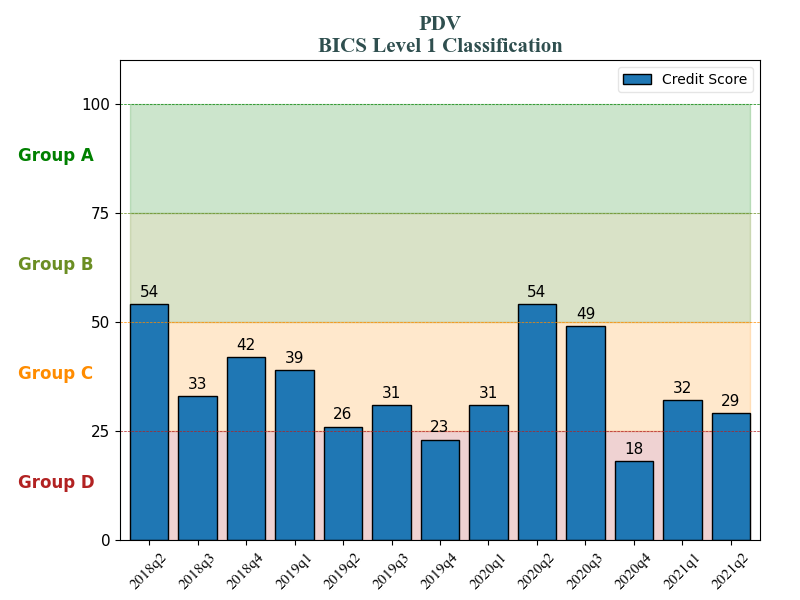 PDV
BICS Level 1 Classification
Credit Score
100
Group A
75
Group B
54
54
50
49
42
39
Group C
33
32
31
31
29
26
25
23
18
Group D
0
2018q2 2018q3 2018q4 2019q1 2019q2 2019q3 2019q4 2020q1 2020q2 2020q3 2020q4 2021q1 2021q2